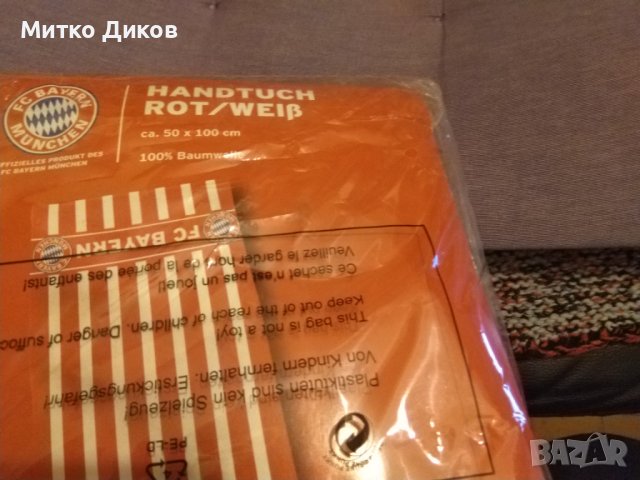 Митко Диков
FC BAYERN
MÜNCHEN
OFFIZIELLES PRODUKT DES
FC BAYERN MÜNCHEN
HANDTUCH
ROT/WEIß
ca. 50 x 100 cm
100% Baumwolle
FC BAYERN
Plastiktüten sind kein Spielzeug!
Von Kindern fernhalten. Erstickungsgefahr!
This bag is not a toy!
Keep out of the reach of children. Danger of suffoc
Ce sachet n'est pas un jouet!
Veuillez le garder hors de la portée des enfants!
PE-LD
BAZAR